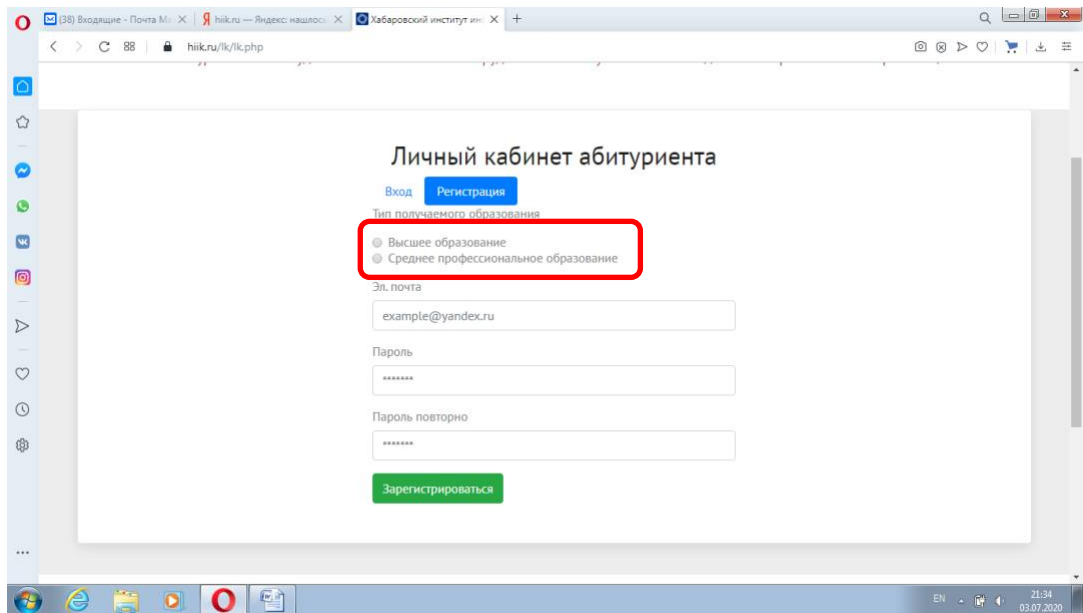 (38) Входящие - Почта Ma
hiik.ru — Яндекс: нашлось
Хабаровский институт ин
hiik.ru/lk/lk.php
Личный кабинет абитуриента
Вход
Регистрация
Тип получаемого образования
Высшее образование
Среднее профессиональное образование
Эл. почта
example@yandex.ru
Пароль
*******
Пароль повторно
*******
Зарегистрироваться
EN
21:34
03.07.2020